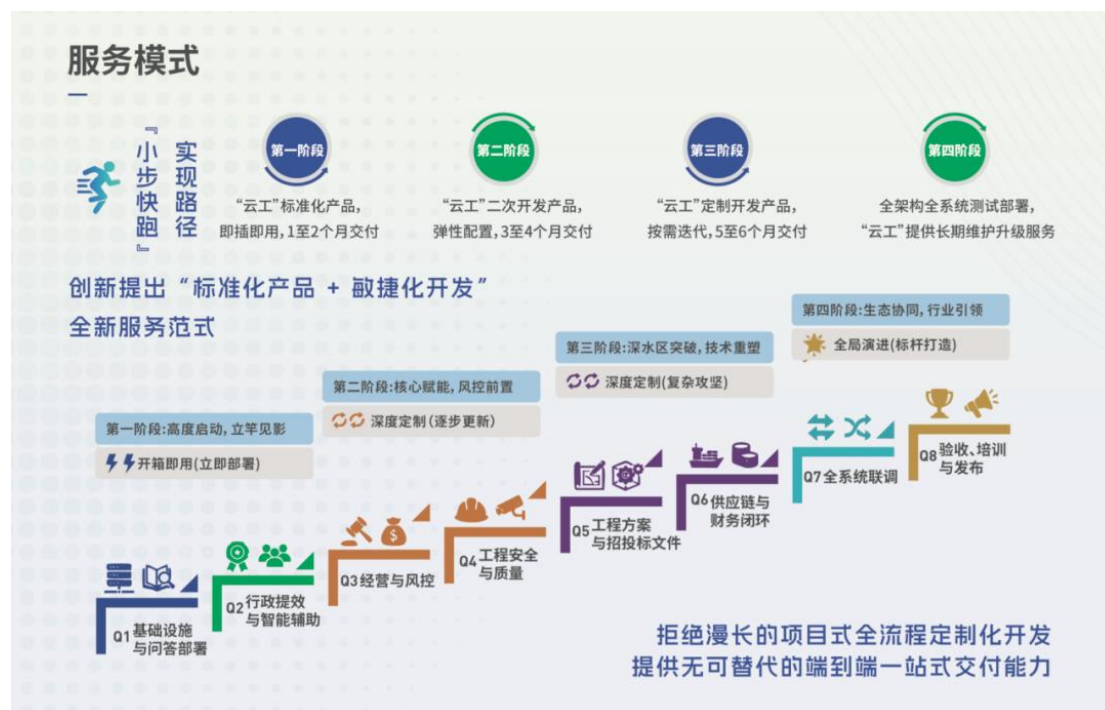 服务模式
实现路径
『小步快跑』
第一阶段
“云工”标准化产品，
即插即用，1至2个月交付
第二阶段
“云工”二次开发产品，
弹性配置，3至4个月交付
第三阶段
“云工”定制开发产品，
按需迭代，5至6个月交付
第四阶段
全架构全系统测试部署，
“云工”提供长期维护升级服务
创新提出“标准化产品 + 敏捷化开发”
全新服务范式
第一阶段：高度启动，立竿见影
开箱即用(立即部署)
第二阶段：核心赋能，风控前置
深度定制（逐步更新）
第三阶段：深水区突破，技术重塑
深度定制(复杂攻坚)
第四阶段：生态协同，行业引领
全局演进(标杆打造)
Q1 基础设施
与问答部署
Q2 行政提效
与智能辅助
Q3 经营与风控
Q4 工程安全
与质量
Q5 工程方案
与招投标文件
Q6 供应链与
财务闭环
Q7 全系统联调
Q8 验收、培训
与发布
拒绝漫长的项目式全流程定制化开发
提供无可替代的端到端一站式交付能力